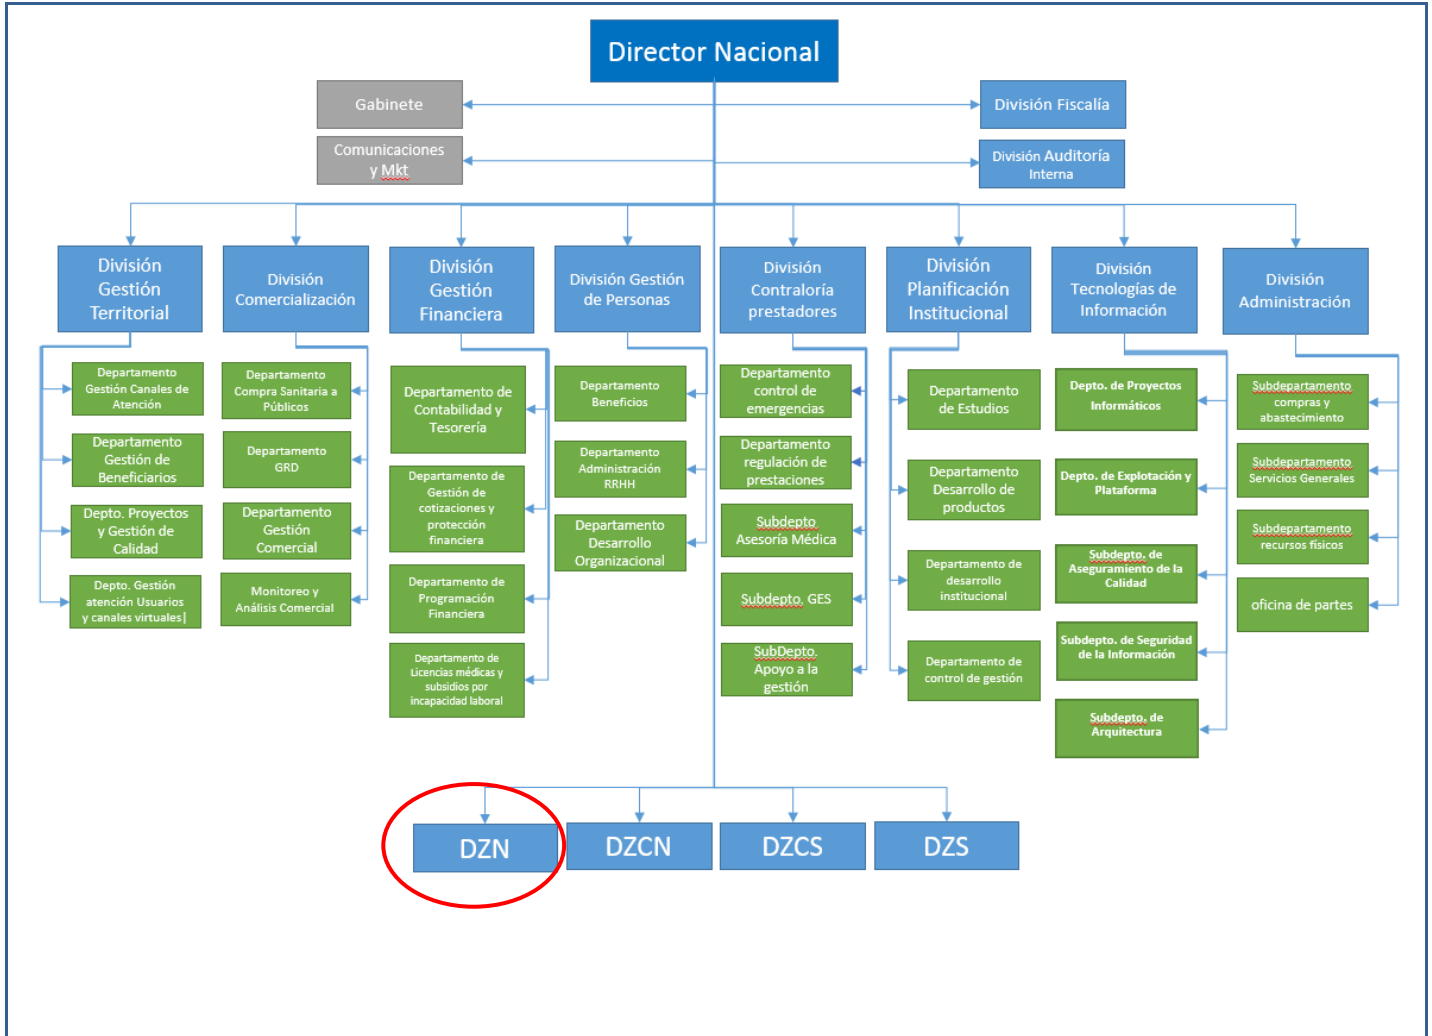 Director Nacional
Gabinete
División Fiscalía
Comunicaciones
y Mkt
División Auditoría
Interna
División
Gestión
Territorial
División
Comercialización
División
Gestión
Financiera
División Gestión
de Personas
División
Contraloría
prestadores
División
Planificación
Institucional
División
Tecnologías de
Información
División
Administración
Departamento
Gestión Canales de
Atención
Departamento
Gestión de
Beneficiarios
Depto. Proyectos
y Gestión de
Calidad
Depto. Gestión
atención Usuarios
y canales virtuales|
Departamento
Compra Sanitaria a
Públicos
Departamento
GRD
Departamento
Gestión
Comercial
Monitoreo y
Análisis Comercial
Departamento de
Contabilidad y
Tesorería
Departamento de
Gestión de
cotizaciones y
protección
financiera
Departamento de
Programación
Financiera
Departamento de
Licencias médicas y
subsidios por
incapacidad laboral
Departamento
Beneficios
Departamento
Administración
RRHH
Departamento
Desarrollo
Organizacional
Departamento
control de
emergencias
Departamento
regulación de
prestaciones
Subdepto
Asesoría Médica
Subdepto. GES
SubDepto.
Apoyo a la
gestión
Departamento
de Estudios
Departamento
Desarrollo de
productos
Departamento de
desarrollo
institucional
Departamento de
control de gestión
Depto. de Proyectos
Informáticos
Depto. de Explotación y
Plataforma
Subdepto. de
Aseguramiento de la
Calidad
Subdepto. de Seguridad
de la Información
Subdepto. de
Arquitectura
Subdepartamento
compras y
abastecimiento
Subdepartamento
Servicios Generales
Subdepartamento
recursos físicos
oficina de partes
DZN
DZCN
DZCS
DZS